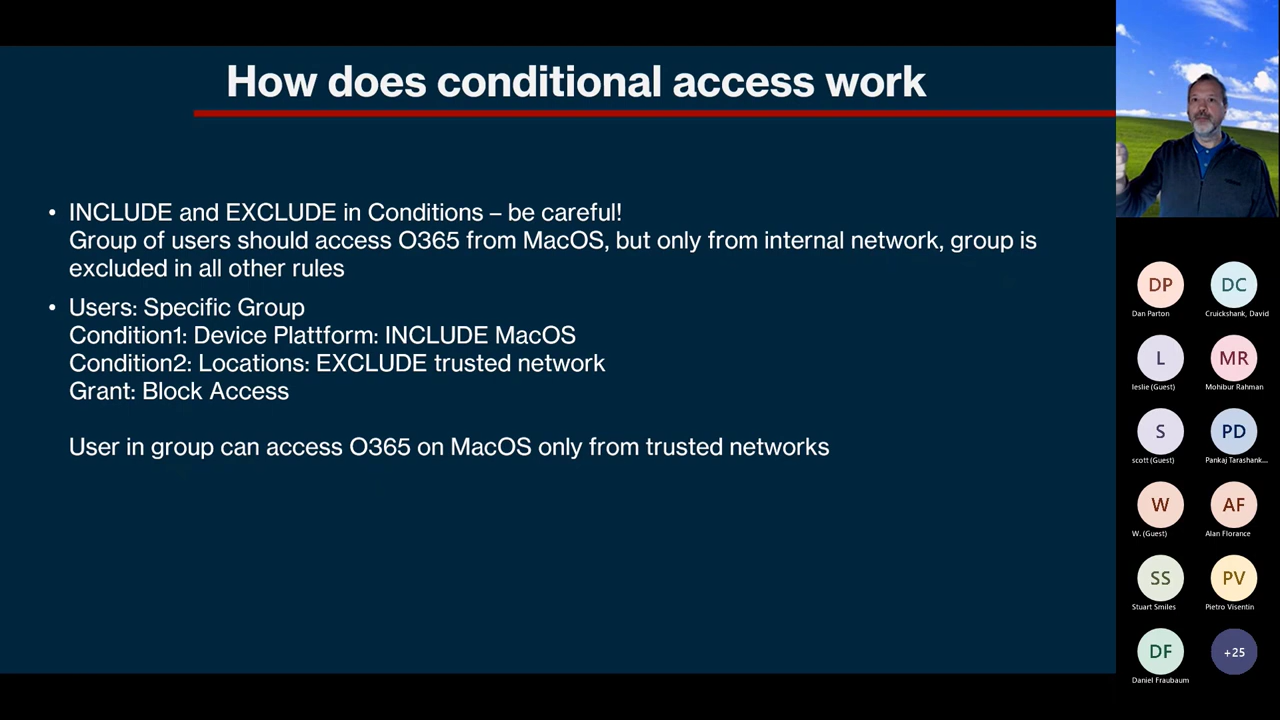 How does conditional access work
• INCLUDE and EXCLUDE in Conditions – be careful!
Group of users should access O365 from MacOS, but only from internal network, group is
excluded in all other rules
• Users: Specific Group
Condition1: Device Plattform: INCLUDE MacOS
Condition2: Locations: EXCLUDE trusted network
Grant: Block Access
User in group can access O365 on MacOS only from trusted networks
DP
DC
Dan Parton
Cruickshank, David
L
MR
leslie (Guest)
Mohibur Rahman
S
PD
scott (Guest)
Pankaj Tarashank...
W
AF
W. (Guest)
Alan Florance
SS
PV
Stuart Smiles
Pietro Visentin
DF
+25
Daniel Fraubaum